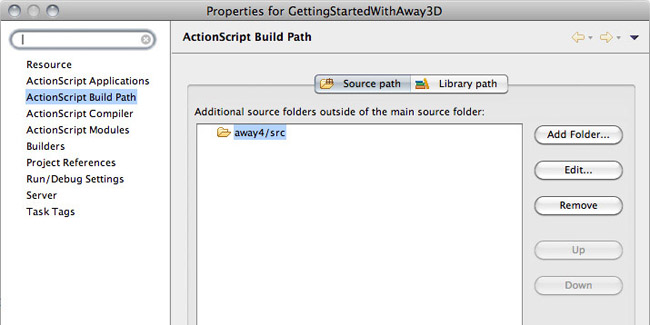 Properties for GettingStartedWithAway3D
ActionScript Build Path
Resource
ActionScript Applications
ActionScript Build Path
ActionScript Compiler
ActionScript Modules
Builders
Project References
Run/Debug Settings
Server
Task Tags
Source path
Library path
Additional source folders outside of the main source folder:
away4/src
Add Folder...
Edit...
Remove
Up
Down